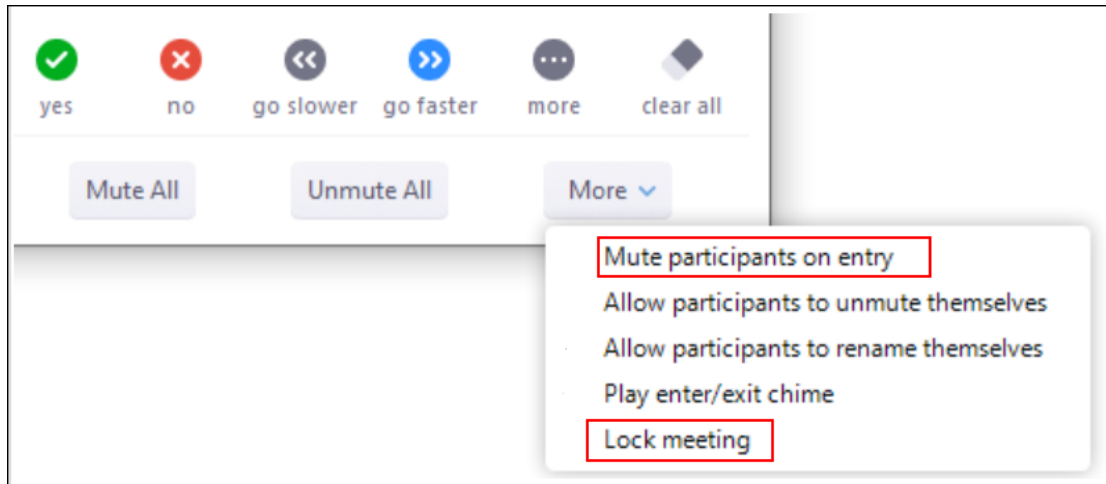 yes no go slower go faster more clear all
Mute All Unmute All More
Mute participants on entry
Allow participants to unmute themselves
Allow participants to rename themselves
Play enter/exit chime
Lock meeting